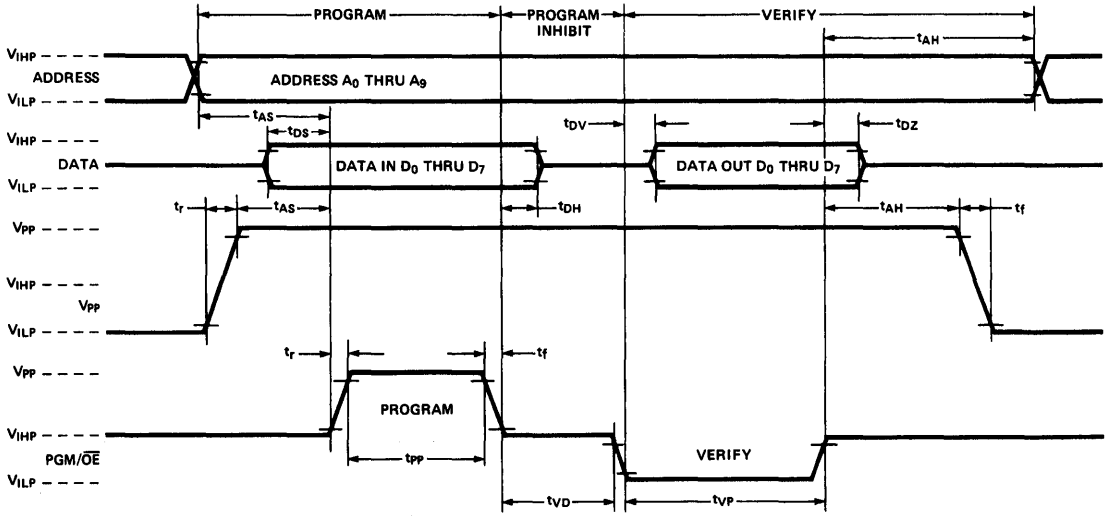 PROGRAM
PROGRAM
INHIBIT
VERIFY
tAH
VIHP
ADDRESS
ADDRESS A0 THRU A9
VILP
tAS
tDS
tDV
tDZ
VIHP
DATA
DATA IN D0 THRU D7
DATA OUT D0 THRU D7
VILP
tr
tAS
tDH
tAH
tf
VPP
VIHP
VPP
VILP
tr
tf
VPP
PROGRAM
VIHP
PGM/OE
tPP
VERIFY
VILP
tVD
tVP